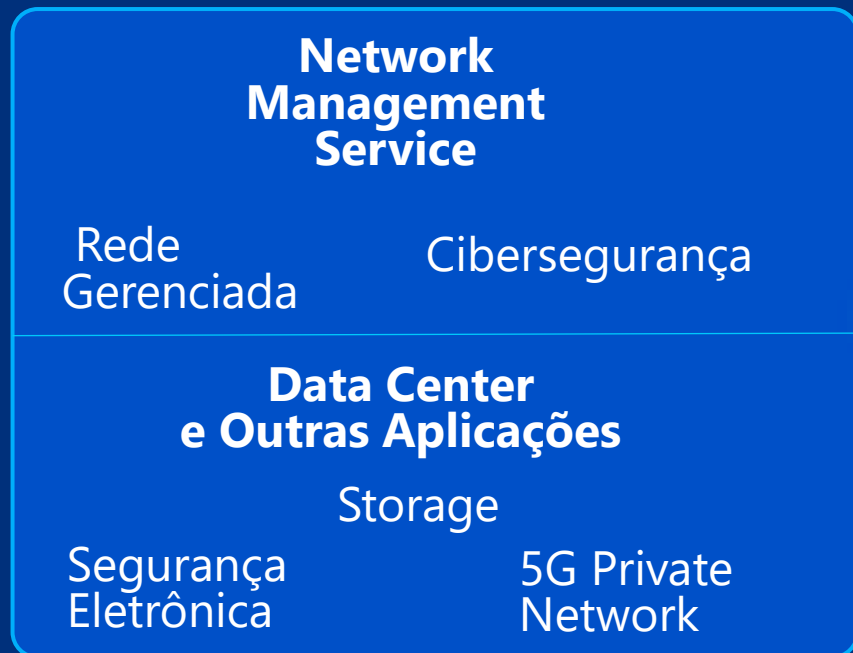 Network
Management
Service
Rede
Gerenciada
Cibersegurança
Data Center
e Outras Aplicações
Storage
Segurança
Eletrônica
5G Private
Network